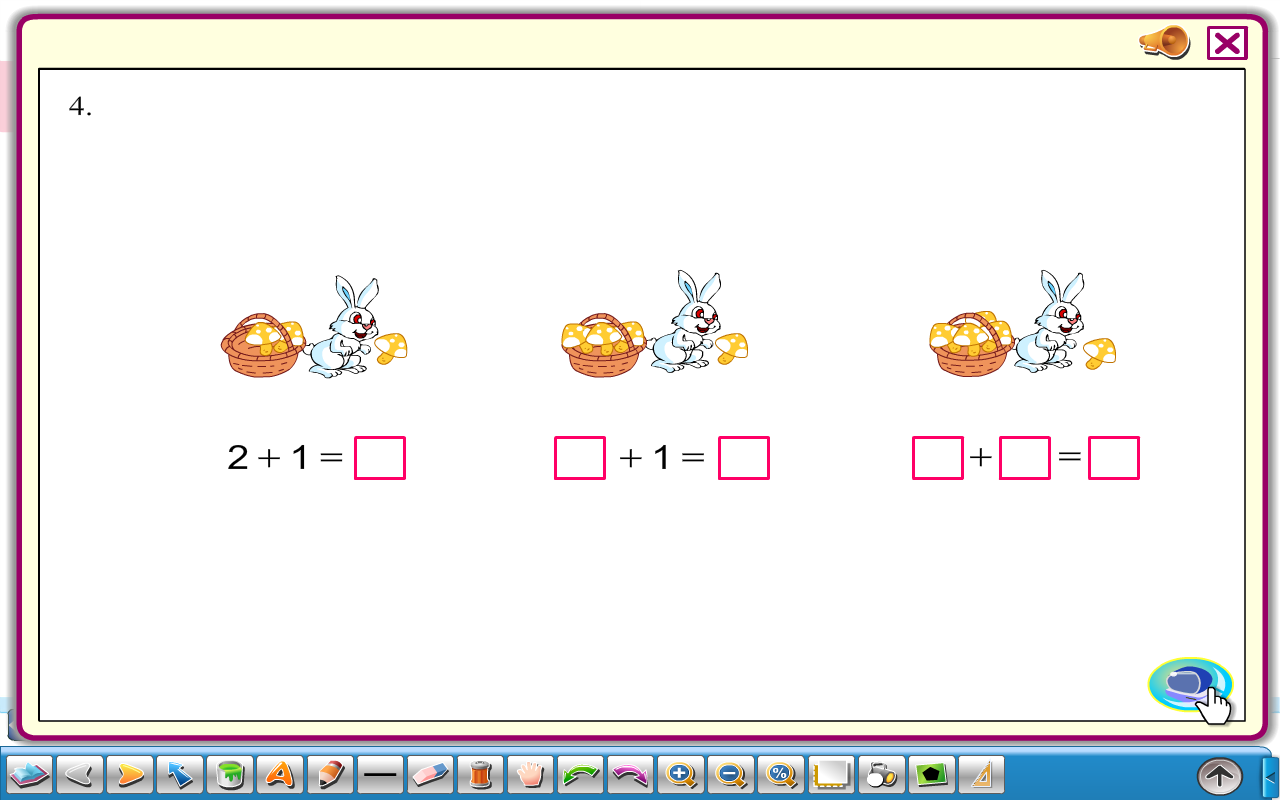 4.
2 + 1 =
+ 1 =
+ =